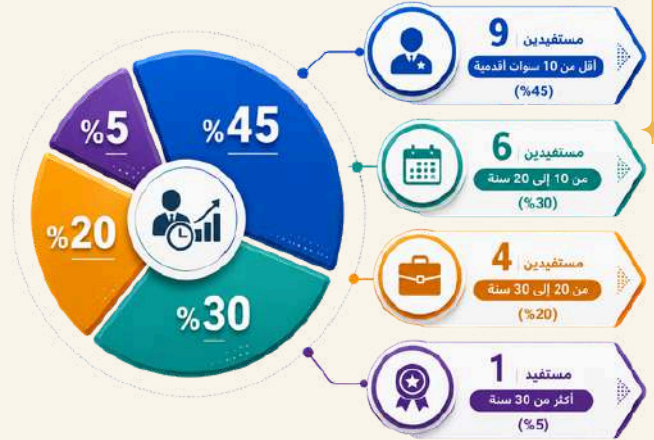 %45
%5
%20
%30
9 مستفيدين
أقل من 10 سنوات أقدمية
(%45)
6 مستفيدين
من 10 إلى 20 سنة
(%30)
4 مستفيدين
من 20 إلى 30 سنة
(%20)
1 مستفيد
أكثر من 30 سنة
(%5)